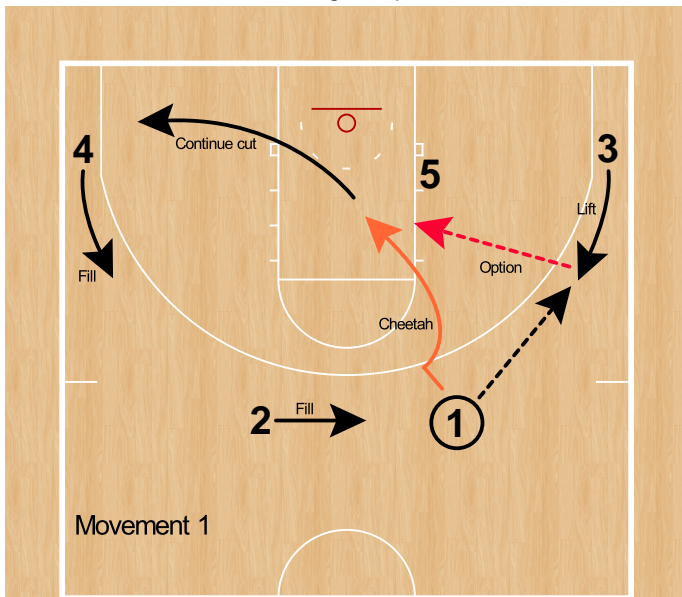 Continue cut
4
3
5
Lift
Fill
Option
Cheetah
Fill
2
1
Movement 1